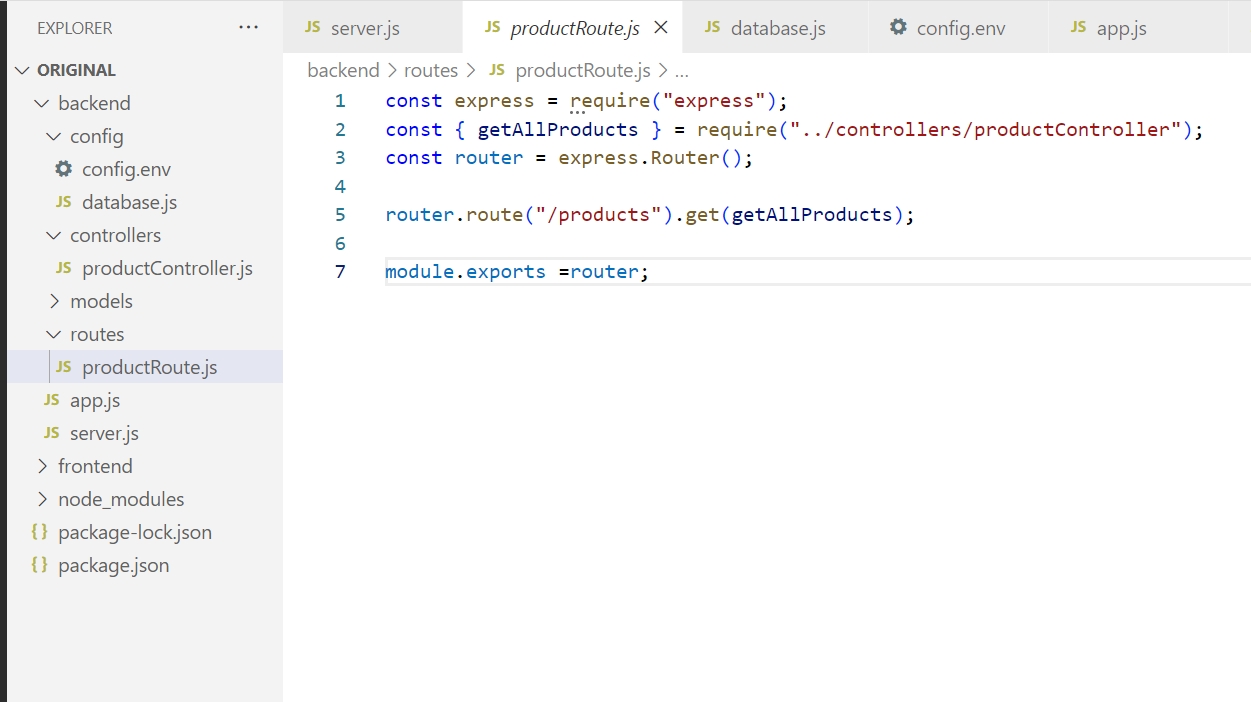 EXPLORER ...
JS server.js
JS productRoute.js
JS database.js
config.env
JS app.js
ORIGINAL
backend
config
config.env
JS database.js
controllers
JS productController.js
models
routes
JS productRoute.js
JS app.js
JS server.js
frontend
node_modules
{} package-lock.json
{} package.json
backend > routes > JS productRoute.js > ...
1 const express = require("express");
2 const { getAllProducts } = require("../controllers/productController");
3 const router = express.Router();
4
5 router.route("/products").get(getAllProducts);
6
7 module.exports =router;